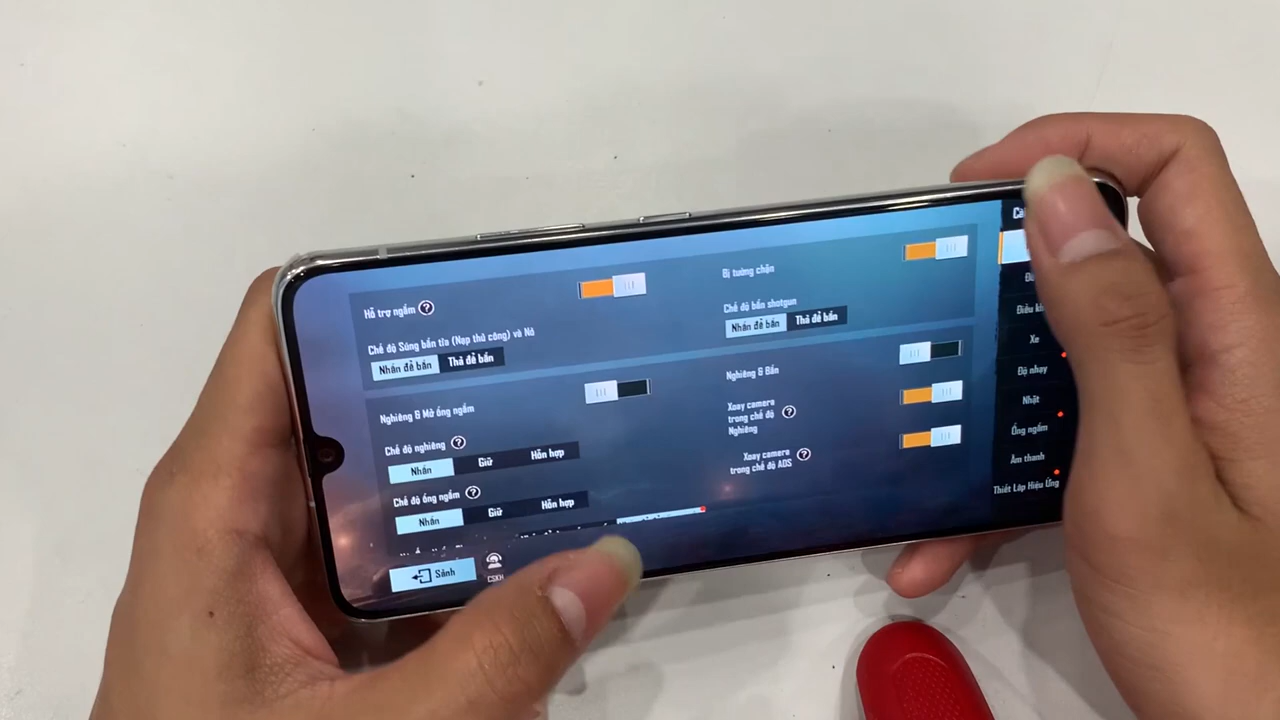 Hỗ trợ ngắm ?
Chế độ Súng bắn tỉa (Nạp thủ công) và Nỏ
Nhấn để bắn Thả để bắn
Bị tường chặn
Chế độ bắn shotgun
Nhấn để bắn Thả để bắn
Nghiêng & Mở ống ngắm
Chế độ nghiêng ?
Nhấn Giữ Hỗn hợp
Chế độ ống ngắm ?
Nhấn Giữ Hỗn hợp
Nghiêng & Bắn
Xoay camera
trong chế độ ?
Nghiêng
Xoay camera ?
trong chế độ ADS
Sảnh
CSKH
Điều
Xe
Độ nhạy
Nhặt
Ống ngắm
Âm thanh
Thiết Lập Hiệu Ứng